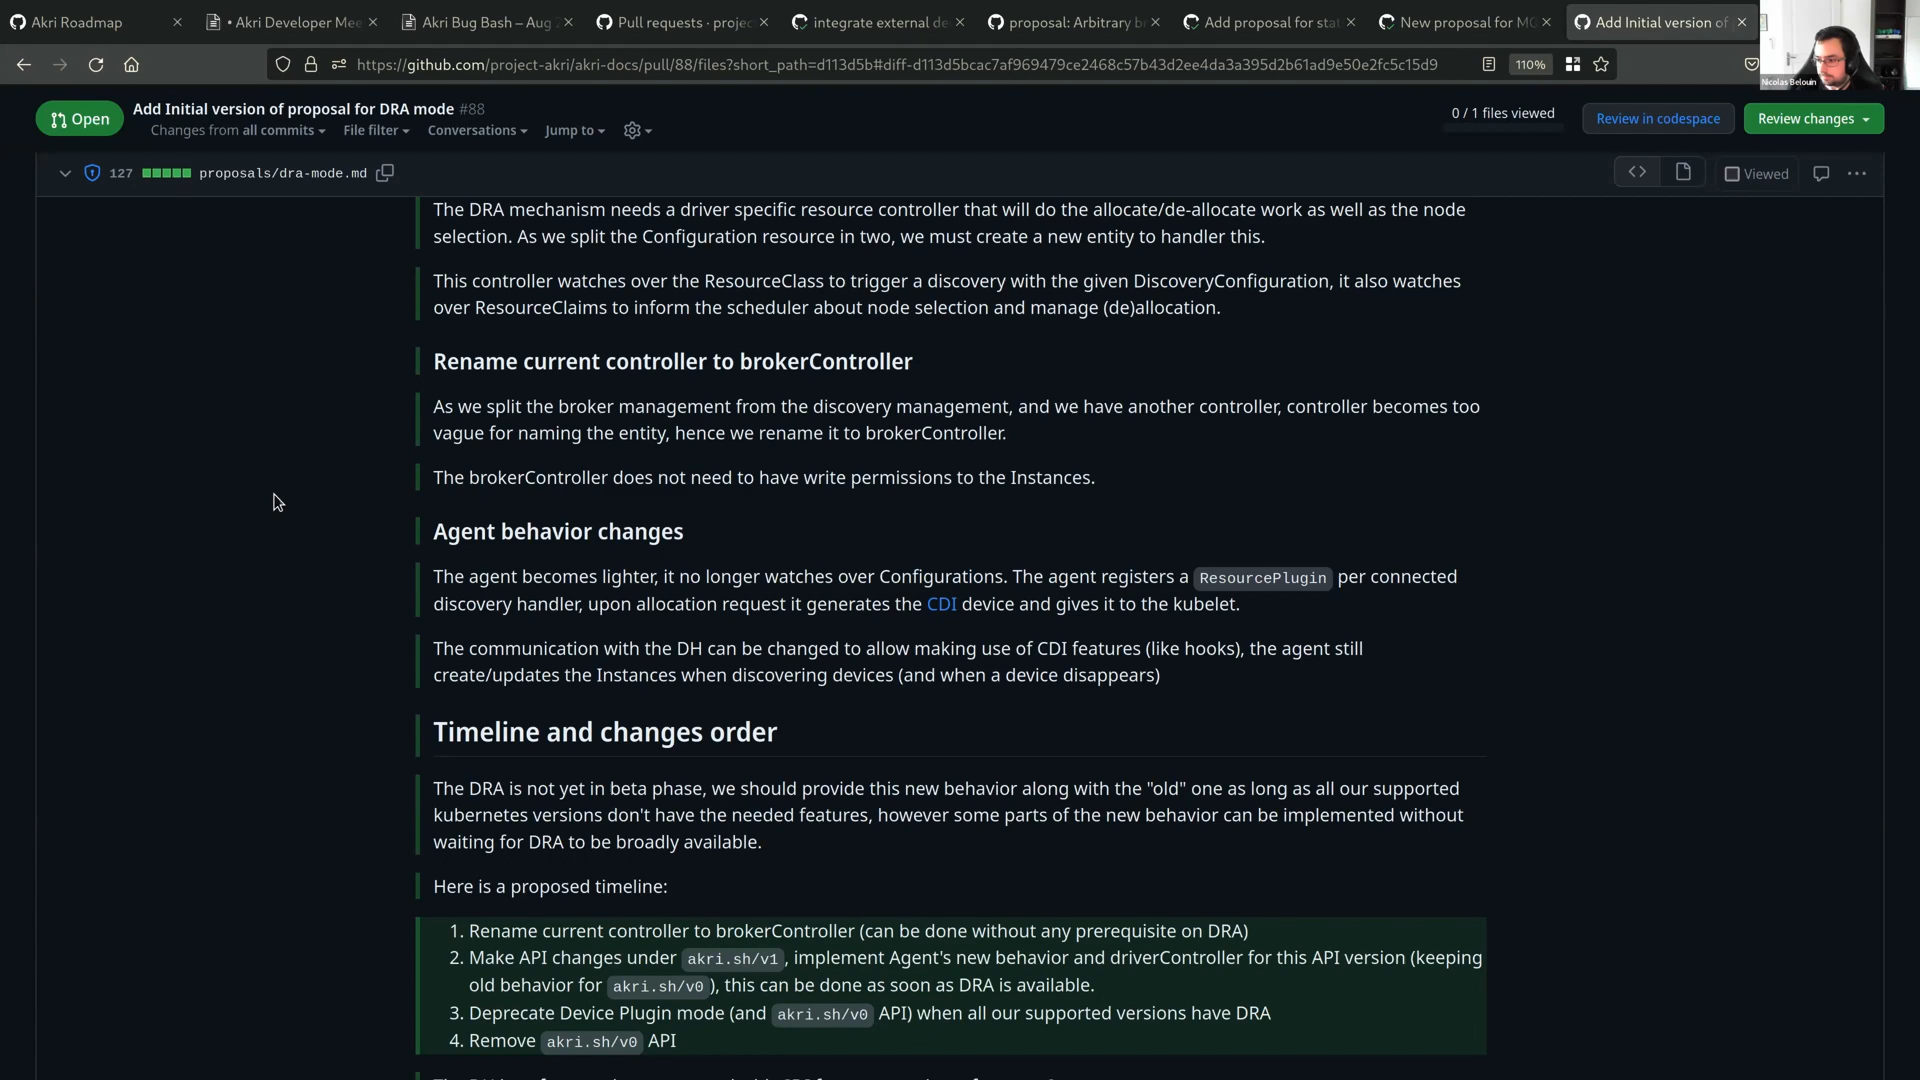 Akri Roadmap
• Akri Developer Mee
Akri Bug Bash – Aug 2
Pull requests · projec
integrate external de
proposal: Arbitrary b
Add proposal for stat
New proposal for
Add Initial version of
https://github.com/project-akri/akri-docs/pull/88/files?short_path=d113d5b#diff-d113d5bcac7af969479ce2468c57b43d2ee4da3a395d2b61ad9e50e2fc5c15d9
110%
Nicolas Belouin
Open
Add Initial version of proposal for DRA mode #88
Changes from all commits
File filter
Conversations
Jump to
0 / 1 files viewed
Review in codespace
Review changes
127
proposals/dra-mode.md
Viewed
The DRA mechanism needs a driver specific resource controller that will do the allocate/de-allocate work as well as the node
selection. As we split the Configuration resource in two, we must create a new entity to handler this.
This controller watches over the ResourceClass to trigger a discovery with the given DiscoveryConfiguration, it also watches
over ResourceClaims to inform the scheduler about node selection and manage (de)allocation.
Rename current controller to brokerController
As we split the broker management from the discovery management, and we have another controller, controller becomes too
vague for naming the entity, hence we rename it to brokerController.
The brokerController does not need to have write permissions to the Instances.
Agent behavior changes
The agent becomes lighter, it no longer watches over Configurations. The agent registers a ResourcePlugin per connected
discovery handler, upon allocation request it generates the CDI device and gives it to the kubelet.
The communication with the DH can be changed to allow making use of CDI features (like hooks), the agent still
create/updates the Instances when discovering devices (and when a device disappears)
Timeline and changes order
The DRA is not yet in beta phase, we should provide this new behavior along with the "old" one as long as all our supported
kubernetes versions don't have the needed features, however some parts of the new behavior can be implemented without
waiting for DRA to be broadly available.
Here is a proposed timeline:
1. Rename current controller to brokerController (can be done without any prerequisite on DRA)
2. Make API changes under akri.sh/v1, implement Agent's new behavior and driverController for this API version (keeping
old behavior for akri.sh/v0), this can be done as soon as DRA is available.
3. Deprecate Device Plugin mode (and akri.sh/v0 API) when all our supported versions have DRA
4. Remove akri.sh/v0 API